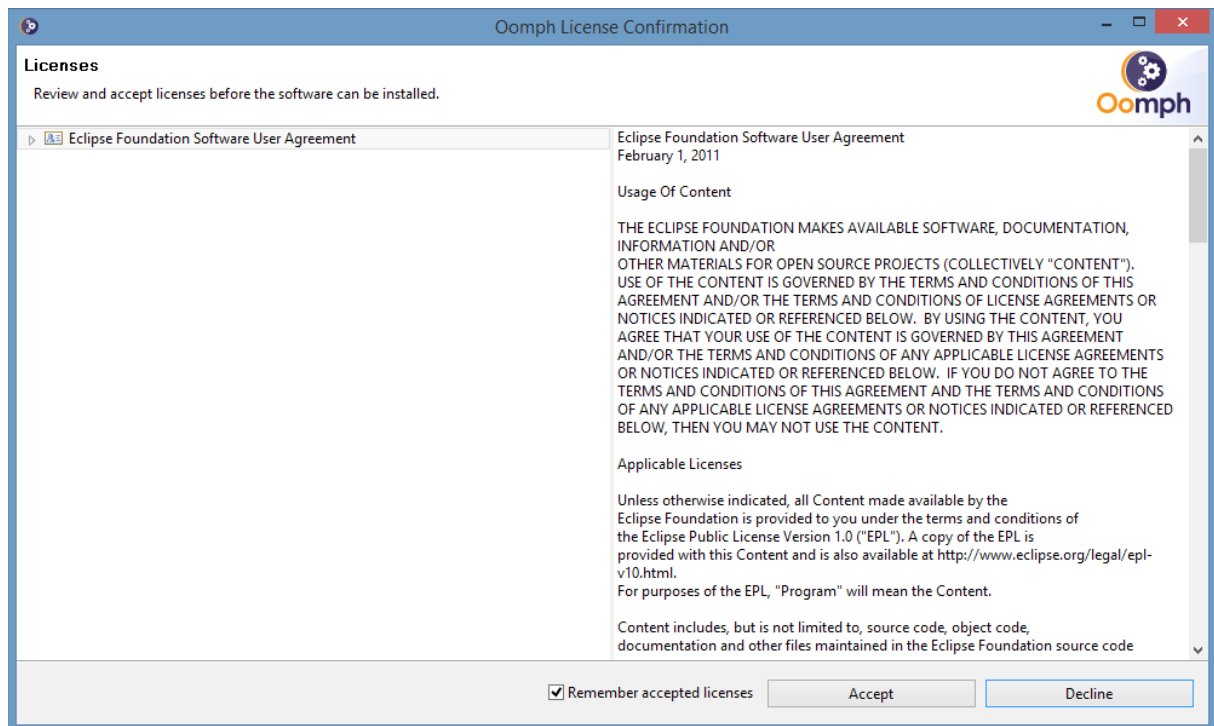 Oomph License Confirmation
Licenses
Review and accept licenses before the software can be installed.
Oomph
Eclipse Foundation Software User Agreement
Eclipse Foundation Software User Agreement
February 1, 2011
Usage Of Content
THE ECLIPSE FOUNDATION MAKES AVAILABLE SOFTWARE, DOCUMENTATION,
INFORMATION AND/OR
OTHER MATERIALS FOR OPEN SOURCE PROJECTS (COLLECTIVELY "CONTENT").
USE OF THE CONTENT IS GOVERNED BY THE TERMS AND CONDITIONS OF THIS
AGREEMENT AND/OR THE TERMS AND CONDITIONS OF LICENSE AGREEMENTS OR
NOTICES INDICATED OR REFERENCED BELOW.  BY USING THE CONTENT, YOU
AGREE THAT YOUR USE OF THE CONTENT IS GOVERNED BY THIS AGREEMENT
AND/OR THE TERMS AND CONDITIONS OF ANY APPLICABLE LICENSE AGREEMENTS
OR NOTICES INDICATED OR REFERENCED BELOW.  IF YOU DO NOT AGREE TO THE
TERMS AND CONDITIONS OF THIS AGREEMENT AND THE TERMS AND CONDITIONS
OF ANY APPLICABLE LICENSE AGREEMENTS OR NOTICES INDICATED OR REFERENCED
BELOW, THEN YOU MAY NOT USE THE CONTENT.
Applicable Licenses
Unless otherwise indicated, all Content made available by the
Eclipse Foundation is provided to you under the terms and conditions of
the Eclipse Public License Version 1.0 ("EPL"). A copy of the EPL is
provided with this Content and is also available at http://www.eclipse.org/legal/epl-
v10.html.
For purposes of the EPL, "Program" will mean the Content.
Content includes, but is not limited to, source code, object code,
documentation and other files maintained in the Eclipse Foundation source code
Remember accepted licenses
Accept
Decline